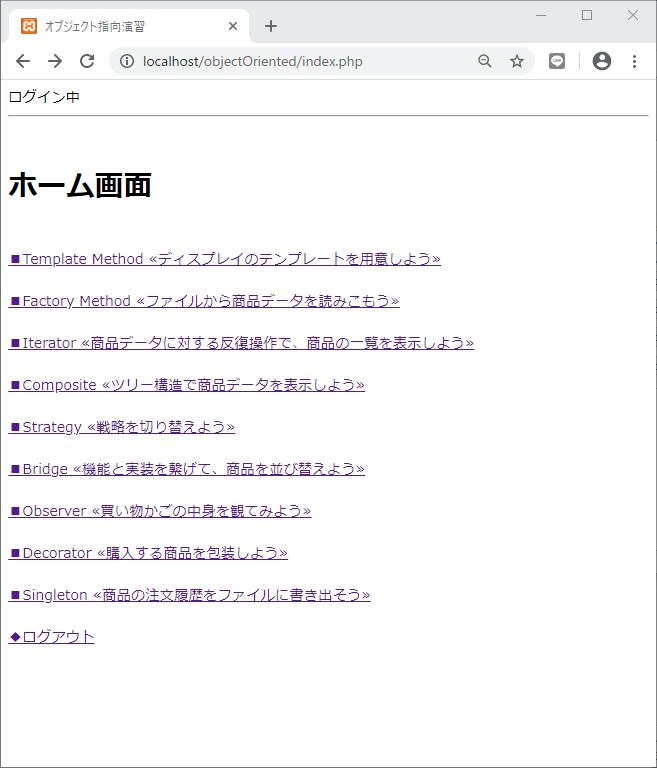 オブジェクト指向演習
localhost/objectOriented/index.php
LINE
ログイン中
ホーム画面
■Template Method «ディスプレイのテンプレートを用意しよう»
■Factory Method «ファイルから商品データを読みこもう»
■Iterator «商品データに対する反復操作で、商品の一覧を表示しよう»
■Composite «ツリー構造で商品データを表示しよう»
■Strategy «戦略を切り替えよう»
■Bridge «機能と実装を繋げて、商品を並び替えよう»
■Observer «買い物かごの中身を観てみよう»
■Decorator «購入する商品を包装しよう»
■Singleton «商品の注文履歴をファイルに書き出そう»
◆ログアウト